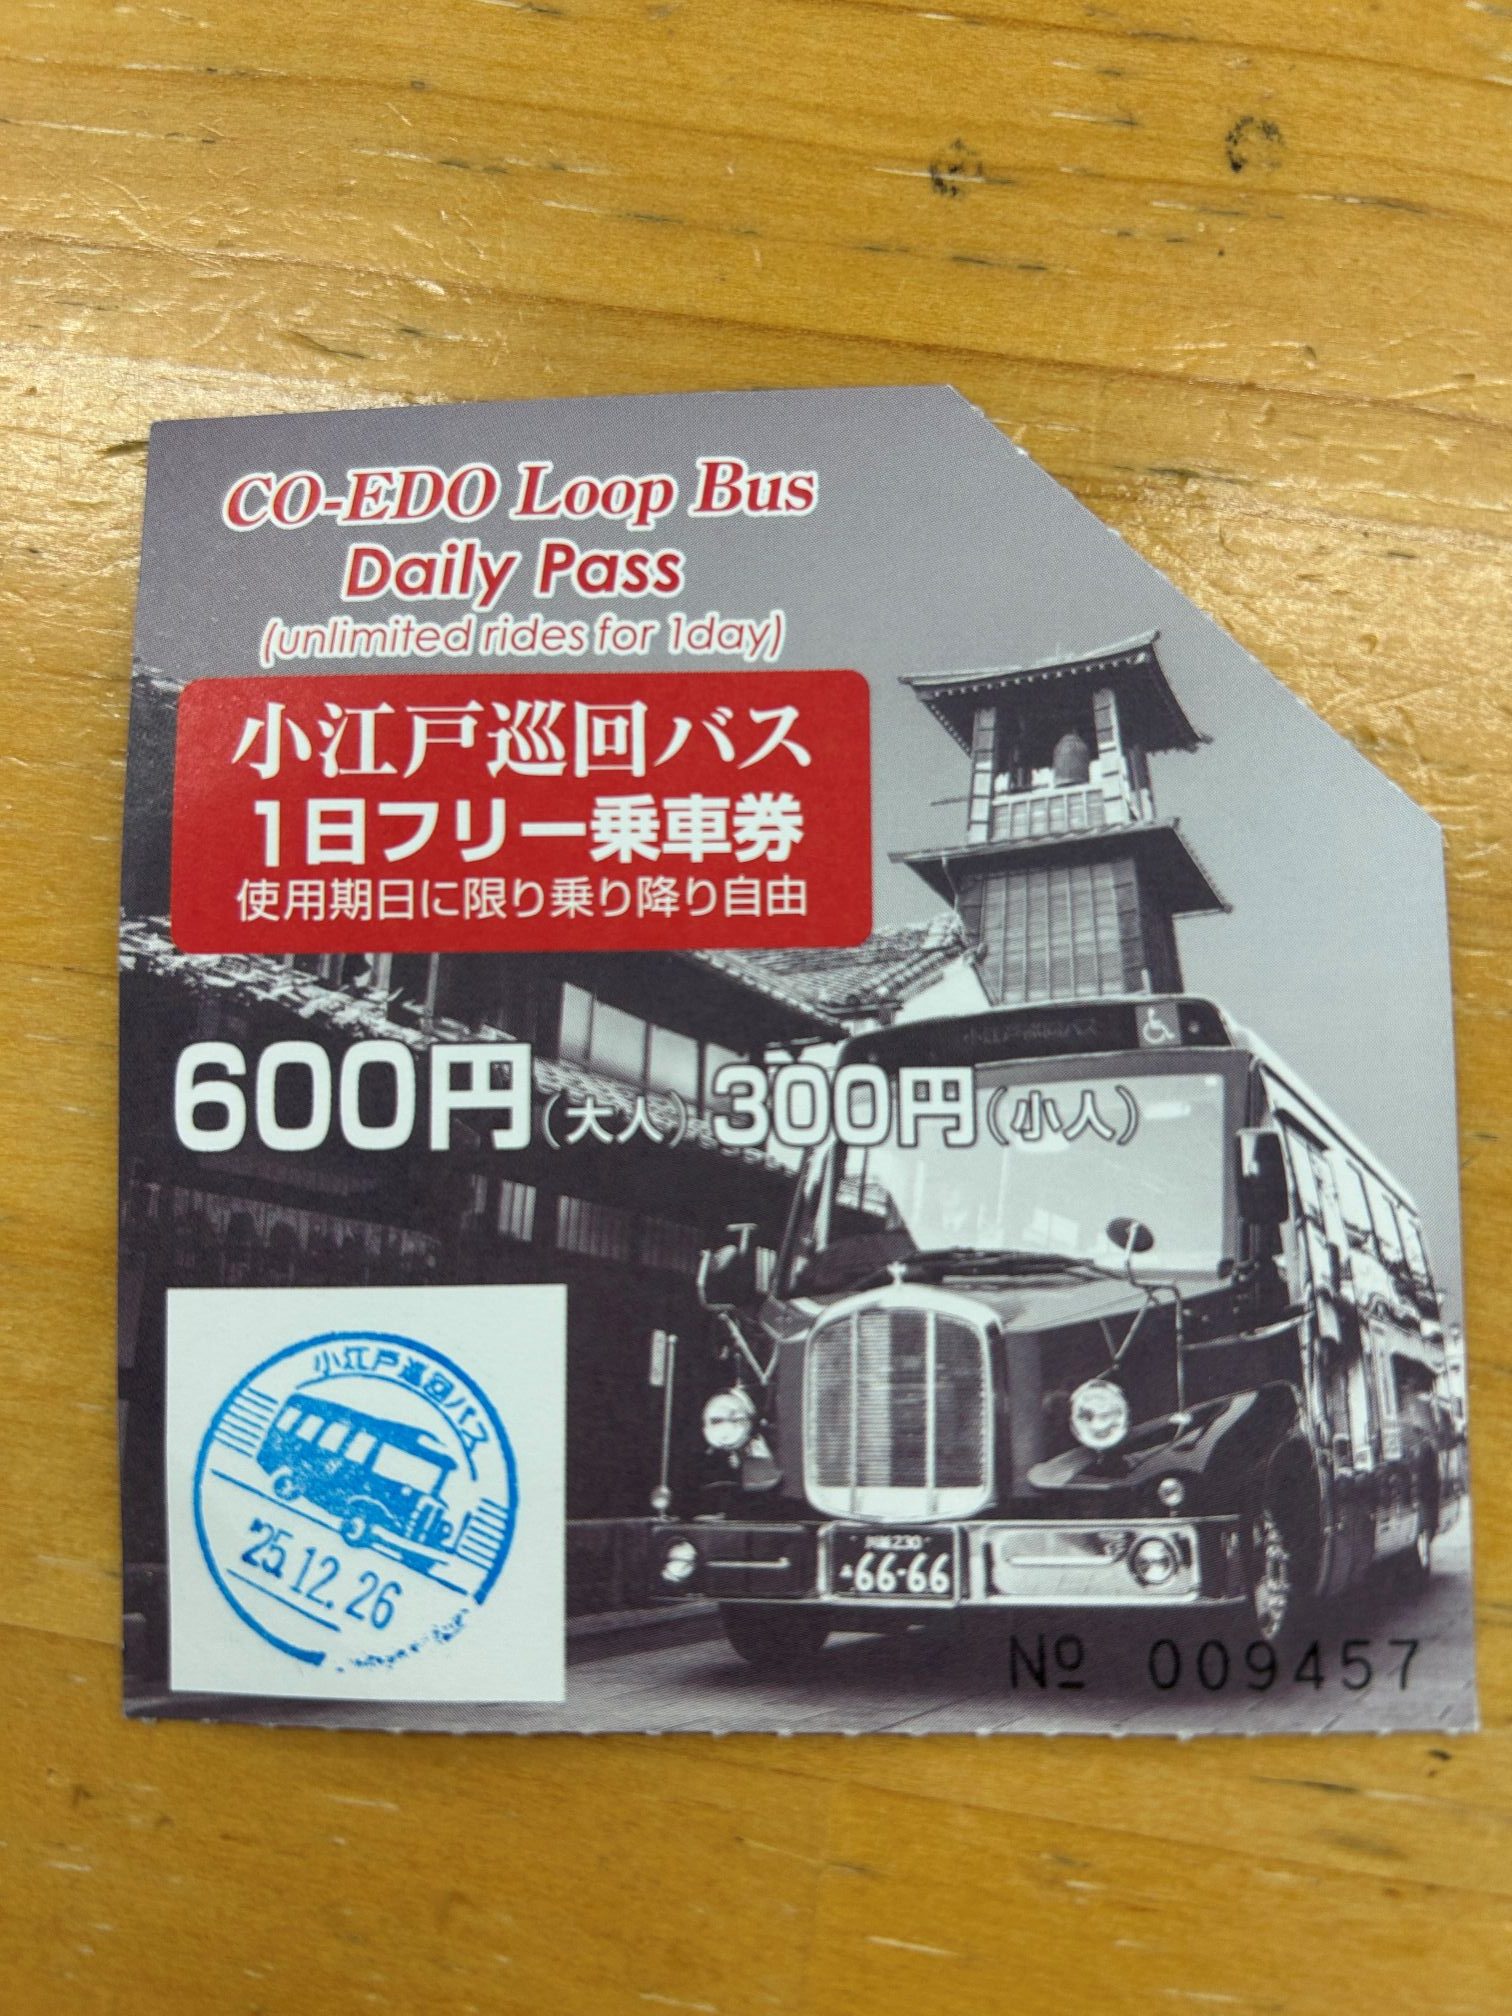 CO-EDO Loop Bus
Daily Pass
(unlimited rides for 1day)
小江戸巡回バス
1日フリー乗車券
使用期日に限り乗り降り自由
600円(大人) 300円(小人)
小江戸巡回バス
'25.12.26
230
66-66
№ 009457